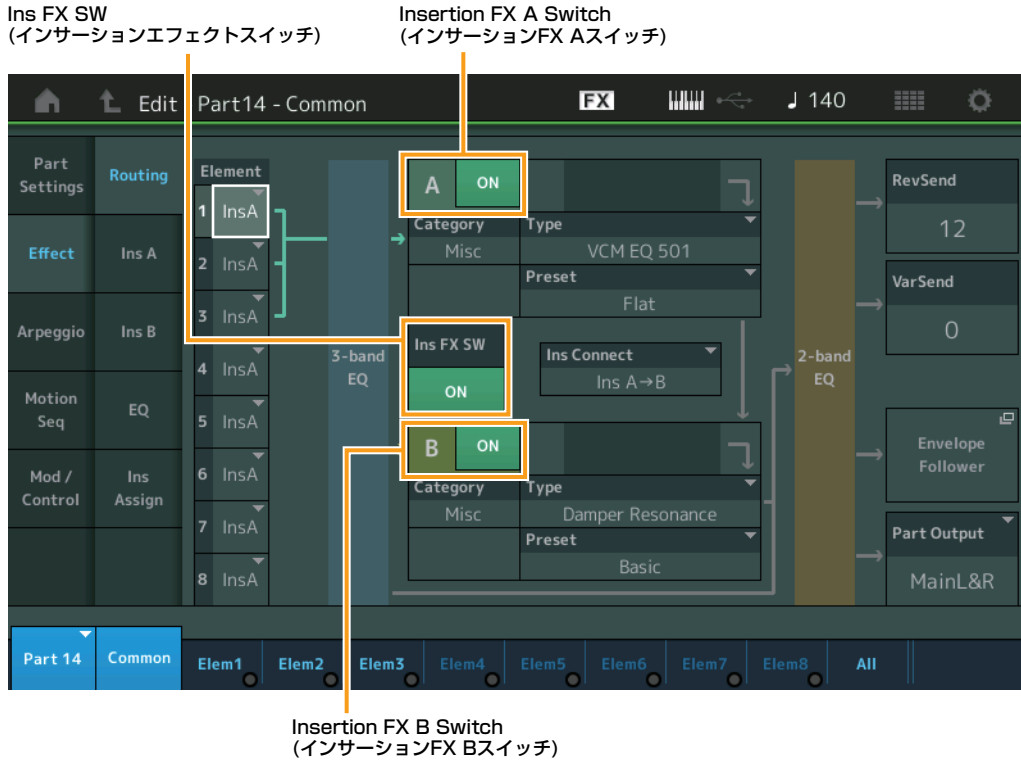 Ins FX SW
(インサーションエフェクトスイッチ)
Insertion FX A Switch
(インサーションFX Aスイッチ)
Edit - Part14 - Common
FX
140
Part Settings
Effect
Arpeggio
Motion Seq
Mod / Control
Routing
Ins A
Ins B
EQ
Ins Assign
Element
1 InsA
2 InsA
3 InsA
4 InsA
5 InsA
6 InsA
7 InsA
8 InsA
3-band EQ
A ON
Category
Misc
Type
VCM EQ 501
Preset
Flat
Ins FX SW
ON
Ins Connect
Ins A→B
B ON
Category
Misc
Type
Damper Resonance
Preset
Basic
2-band EQ
RevSend
12
VarSend
0
Envelope Follower
Part Output
MainL&R
Part 14
Common
Elem1
Elem2
Elem3
Elem4
Elem5
Elem6
Elem7
Elem8
All
Insertion FX B Switch
(インサーションFX Bスイッチ)